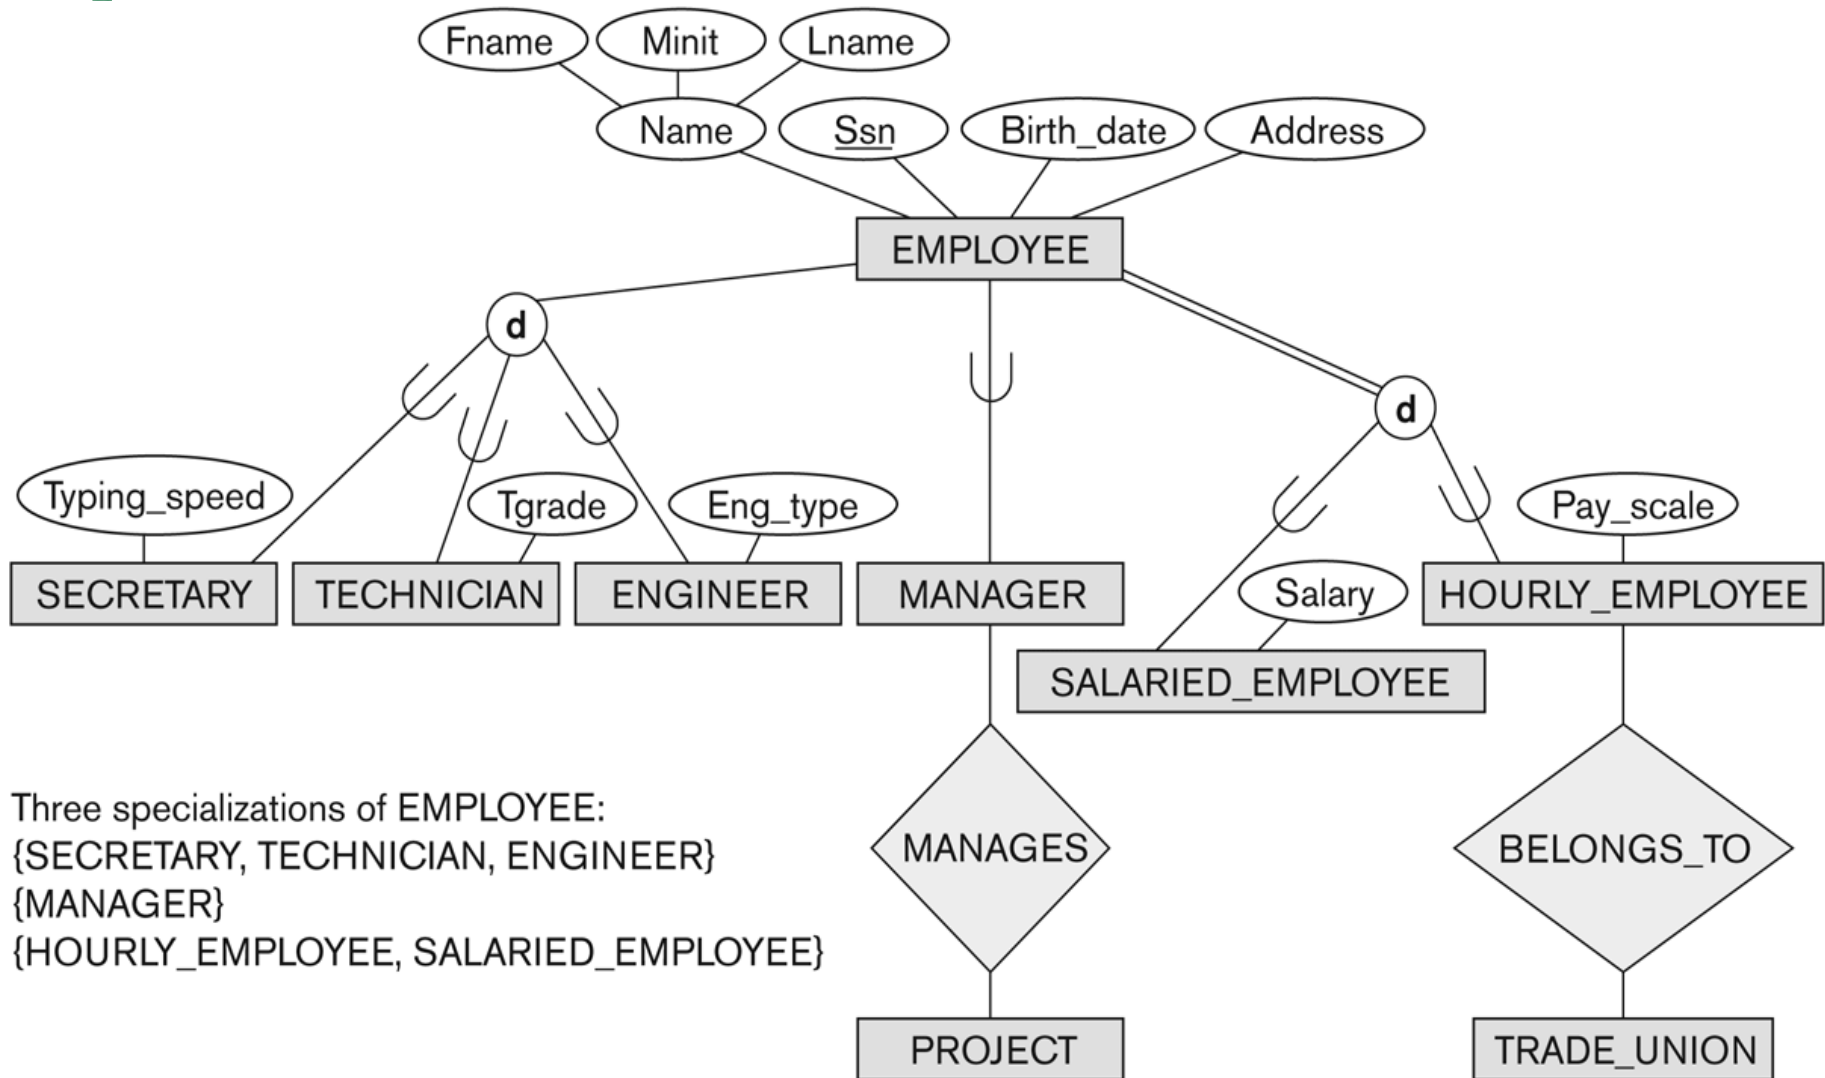 Fname Minit Lname
Name Ssn Birth_date Address
EMPLOYEE
d
d
Typing_speed Tgrade Eng_type Pay_scale
SECRETARY TECHNICIAN ENGINEER MANAGER Salary HOURLY_EMPLOYEE
SALARIED_EMPLOYEE
Three specializations of EMPLOYEE:
{SECRETARY, TECHNICIAN, ENGINEER}
{MANAGER}
{HOURLY_EMPLOYEE, SALARIED_EMPLOYEE}
MANAGES BELONGS_TO
PROJECT TRADE_UNION